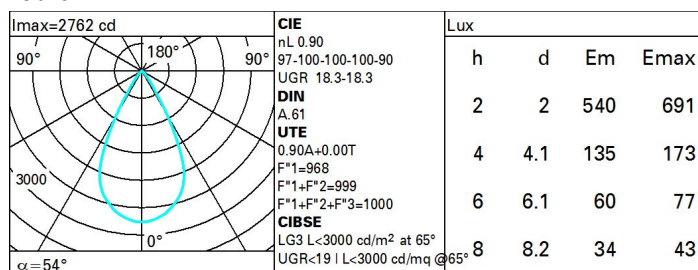 Imax=2762 cd
90°
180°
90°
3000
0°
α=54°
CIE
nL 0.90
97-100-100-100-90
UGR 18.3-18.3
DIN
A.61
UTE
0.90A+0.00T
F"1=968
F"1+F"2=999
F"1+F"2+F"3=1000
CIBSE
LG3 L<3000 cd/m² at 65°
UGR<19 | L<3000 cd/mq @65°
Lux
h d Em Emax
2 2 540 691
4 4.1 135 173
6 6.1 60 77
8 8.2 34 43